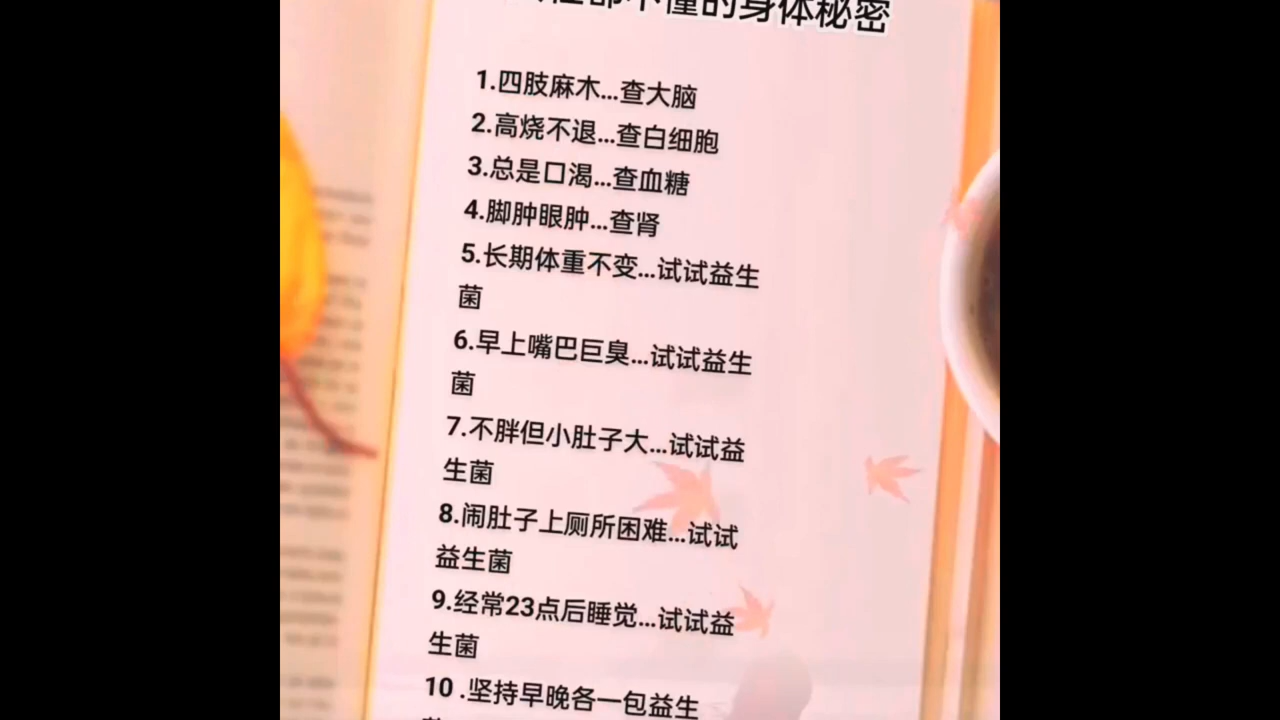 都不懂的身体秘密
1.四肢麻木...查大脑
2.高烧不退...查白细胞
3.总是口渴...查血糖
4.脚肿眼肿...查肾
5.长期体重不变...试试益生
菌
6.早上嘴巴巨臭...试试益生
菌
7.不胖但小肚子大...试试益
生菌
8.闹肚子上厕所困难...试试
益生菌
9.经常23点后睡觉...试试益
生菌
10 .坚持早晚各一包益生